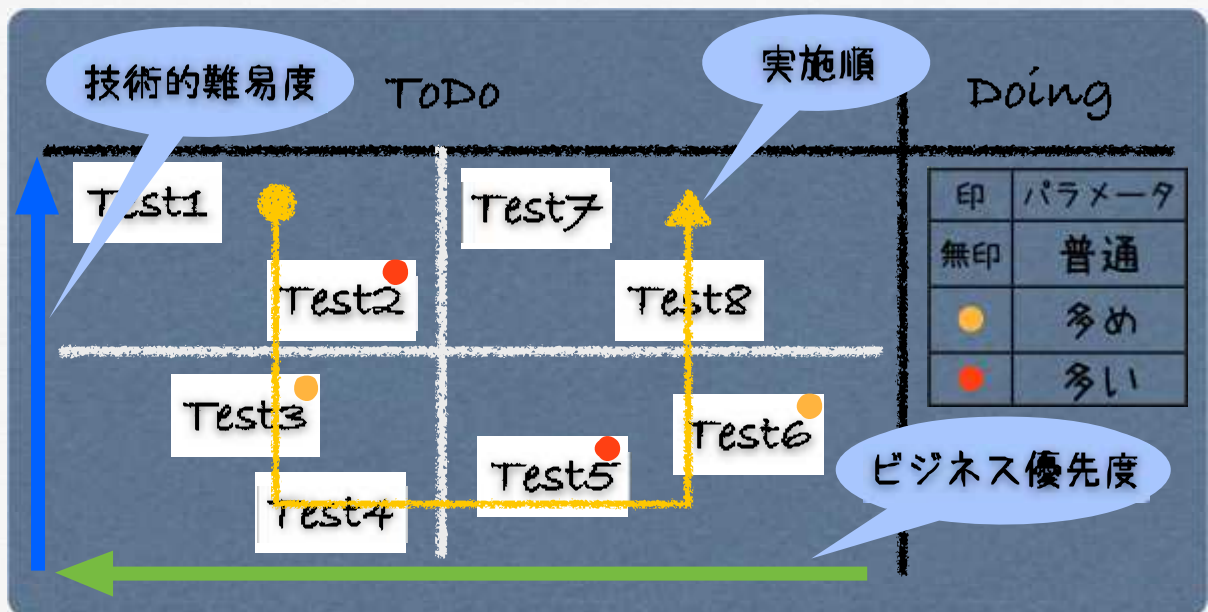 技術的難易度
ToDo
実施順
Doing
Test1
Test7
Test2
Test8
Test3
Test6
Test5
Test4
印 パラメータ
無印 普通
多め
多い
ビジネス優先度